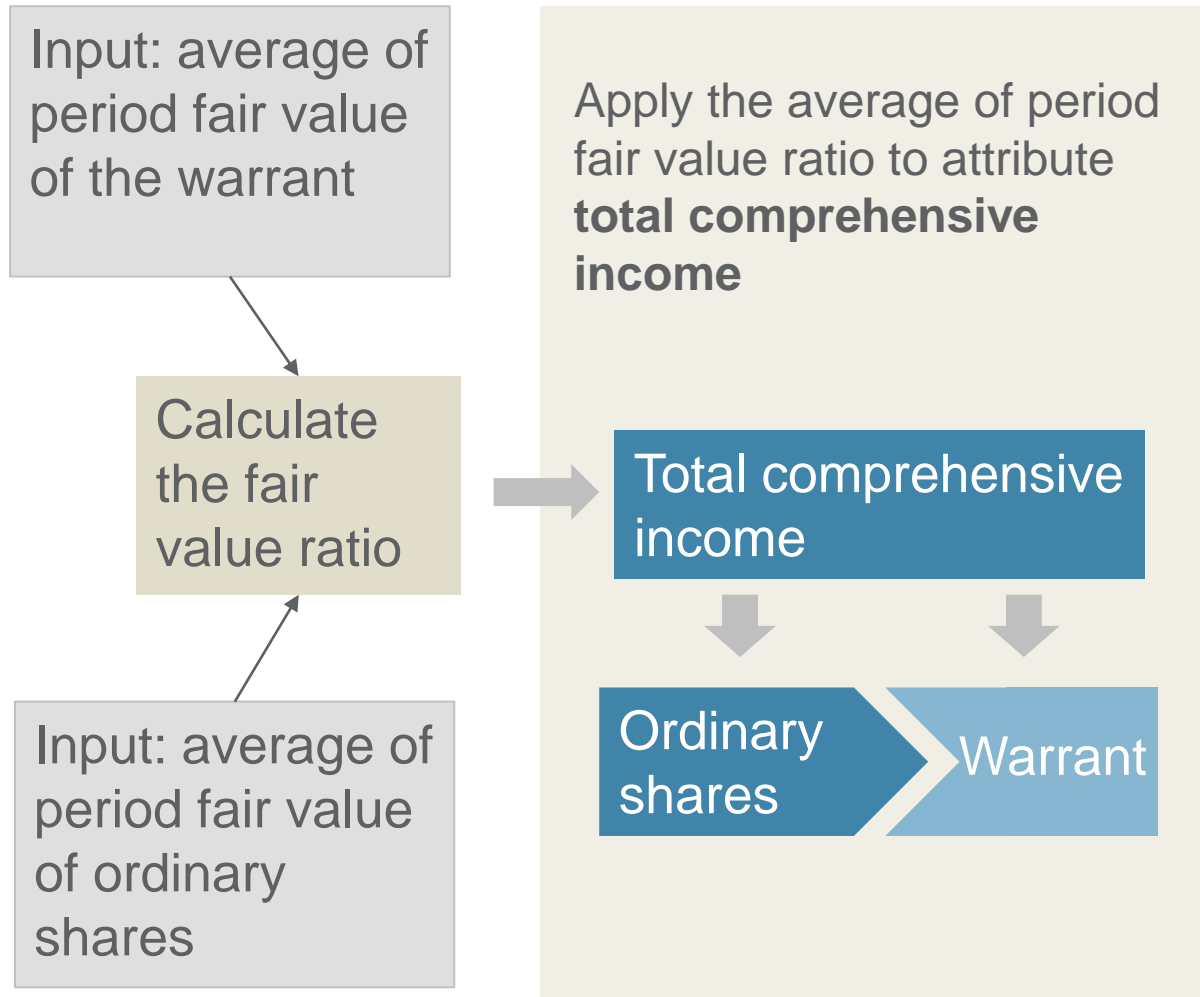 Input: average of
period fair value
of the warrant
Calculate
the fair
value ratio
Input: average of
period fair value
of ordinary
shares
Apply the average of period
fair value ratio to attribute
total comprehensive
income
Total comprehensive
income
Ordinary
shares
Warrant